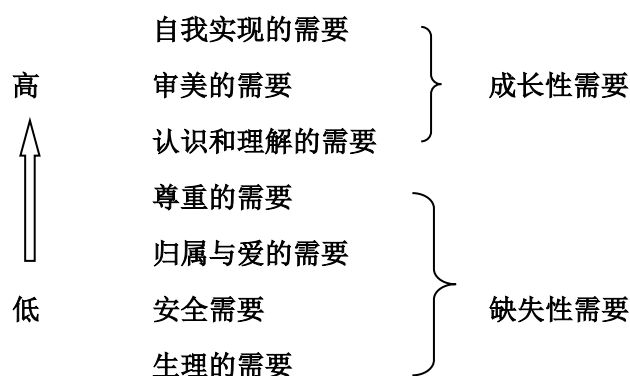 自我实现的需要
高 审美的需要 成长性需要
认识和理解的需要
尊重的需要
归属与爱的需要
低 安全需要 缺失性需要
生理的需要